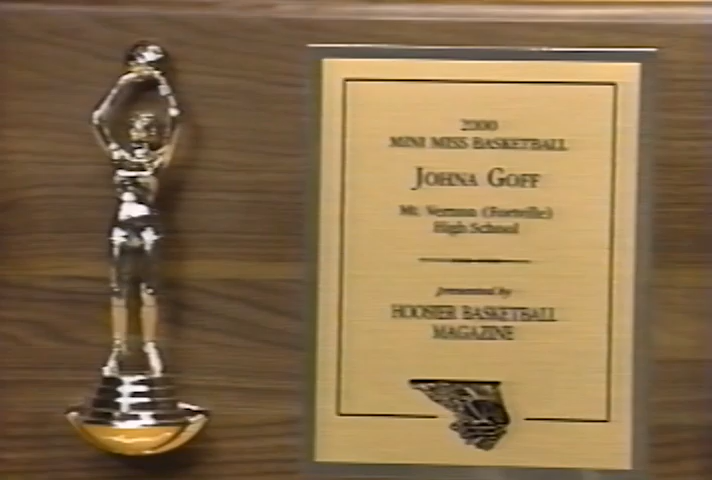 2000
MINI MISS BASKETBALL
JOHNA GOFF
Mt. Vernon (Fortville)
High School
presented by
HOOSIER BASKETBALL
MAGAZINE